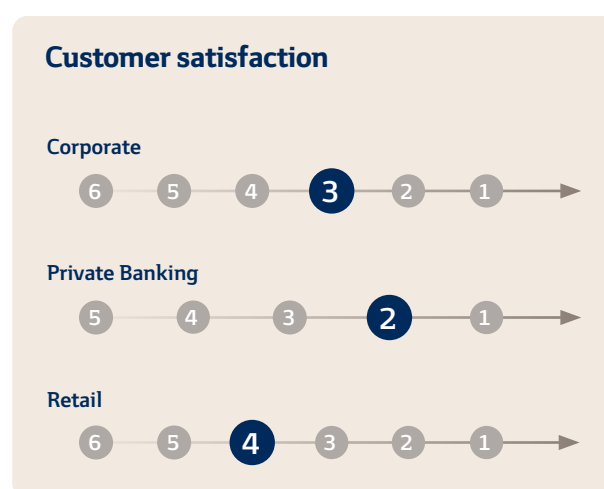 Customer satisfaction
Corporate
6 5 4 3 2 1
Private Banking
5 4 3 2 1
Retail
6 5 4 3 2 1